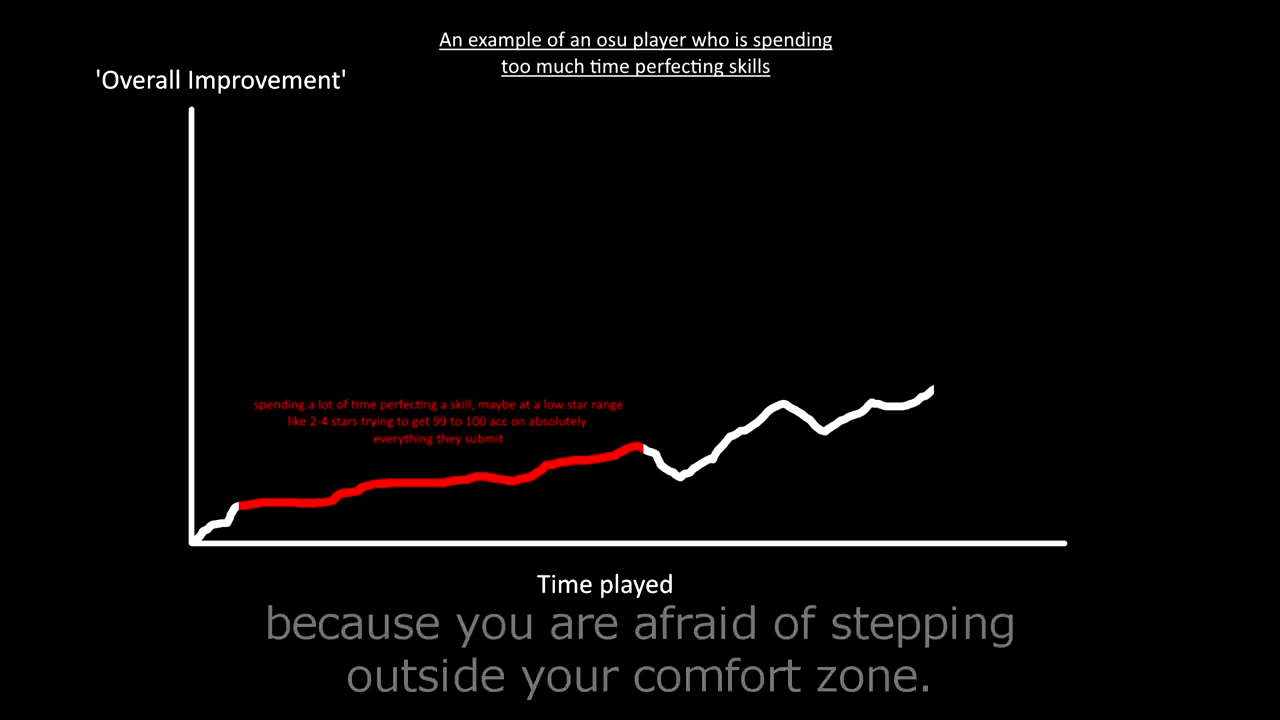 An example of an osu player who is spending
too much time perfecting skills
'Overall Improvement'
spending a lot of time perfecting a skill, maybe at a low star range
like 2-4 stars trying to get 99 to 100 acc on absolutely
everything they submit
Time played
because you are afraid of stepping
outside your comfort zone.